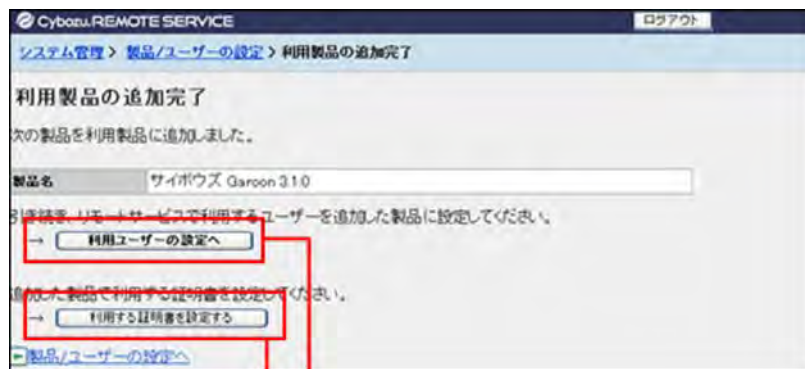 Cybozu.REMOTE SERVICE ログアウト
システム管理 > 製品/ユーザーの設定 > 利用製品の追加完了
利用製品の追加完了
次の製品を利用製品に追加しました。
製品名 サイボウズ Garoon 3.1.0
引き続き、リモートサービスで利用するユーザーを追加した製品に設定してください。
→ 利用ユーザーの設定へ
追加した製品で利用する証明書を設定してください。
→ 利用する証明書を設定する
製品/ユーザーの設定へ